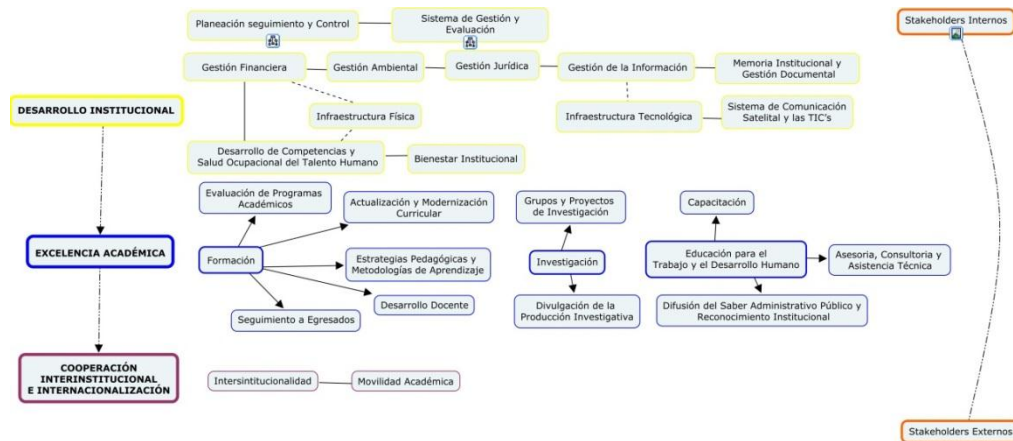 Planeación seguimiento y Control
Sistema de Gestión y
Evaluación
Stakeholders Internos
Gestión Financiera
Gestión Ambiental
Gestión Jurídica
Gestión de la Información
Memoria Institucional y
Gestión Documental
DESARROLLO INSTITUCIONAL
Infraestructura Física
Infraestructura Tecnológica
Sistema de Comunicación
Satelital y las TIC's
Desarrollo de Competencias y
Salud Ocupacional del Talento Humano
Bienestar Institucional
Evaluación de Programas
Académicos
Actualización y Modernización
Curricular
Grupos y Proyectos
de Investigación
Capacitación
EXCELENCIA ACADÉMICA
Formación
Estrategias Pedagógicas y
Metodologías de Aprendizaje
Investigación
Educación para el
Trabajo y el Desarrollo Humano
Asesoria, Consultoria y
Asistencia Técnica
Seguimiento a Egresados
Desarrollo Docente
Divulgación de la
Producción Investigativa
Difusión del Saber Administrativo Público y
Reconocimiento Institucional
COOPERACIÓN
INTERINSTITUCIONAL
E INTERNACIONALIZACIÓN
Intersintitucionalidad
Movilidad Académica
Stakeholders Externos